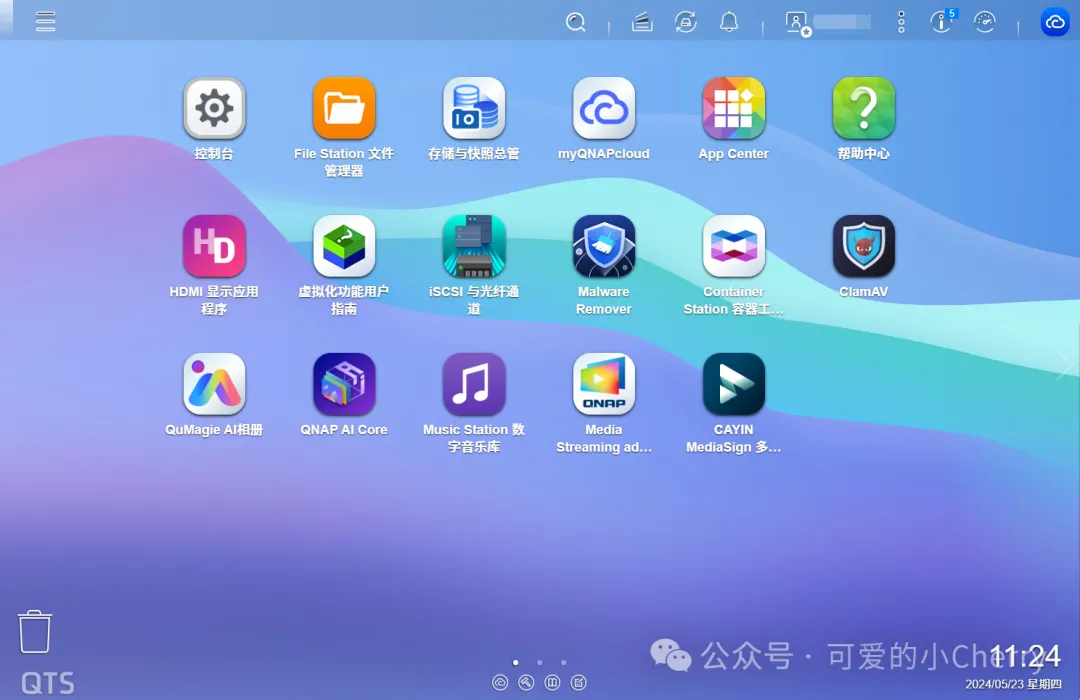 5
控制台
File Station 文件
管理器
存储与快照总管
myQNAPcloud
App Center
帮助中心
HD
HDMI 显示应用
程序
?
虚拟化功能用户
指南
iSCSI 与光纤通
道
Malware
Remover
Container
Station 容器工...
ClamAV
QuMagie AI相册
QNAP AI Core
Music Station 数
字音乐库
QNAP
Media
Streaming ad...
CAYIN
MediaSign 多...
公众号 · 可爱的小Cherry
11:24
2024/05/23 星期四
QTS